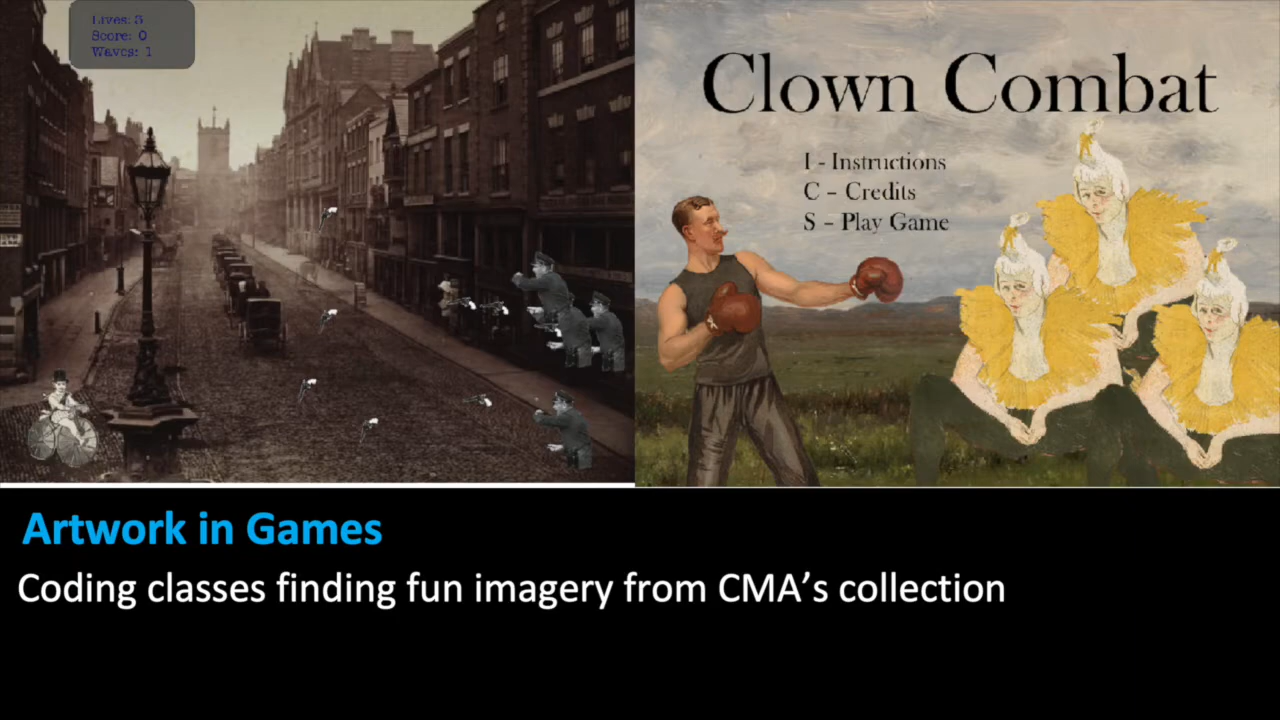 Lives: 3
Score: 0
Waves: 1
Clown Combat
I - Instructions
C - Credits
S - Play Game
Artwork in Games
Coding classes finding fun imagery from CMA’s collection